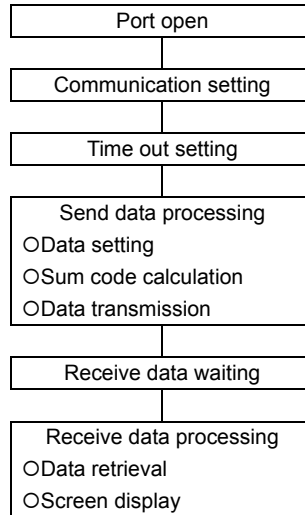 Port open
Communication setting
Time out setting
Send data processing
○Data setting
○Sum code calculation
○Data transmission
Receive data waiting
Receive data processing
○Data retrieval
○Screen display